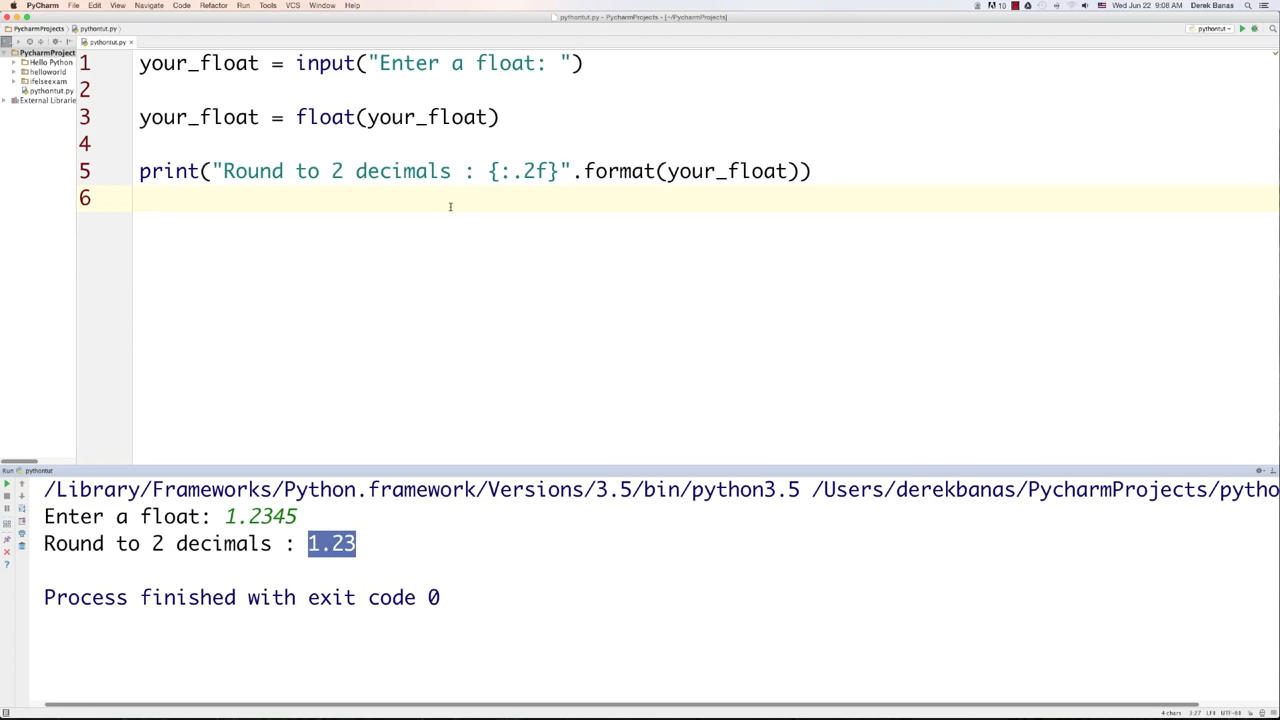 PyCharm File Edit View Navigate Code Refactor Run Tools VCS Window Help 10 Wed Jun 22 9:08 AM Derek Banas
pythontut.py - PycharmProjects - [~/PycharmProjects]
PycharmProjects pythontut.py pythontut
pythontut.py
PycharmProject
Hello Python
helloworld
ifelseexam
pythontut.py
External Librarie
1 your_float = input("Enter a float: ")
2
3 your_float = float(your_float)
4
5 print("Round to 2 decimals : {:.2f}".format(your_float))
6
Run pythontut
/Library/Frameworks/Python.framework/Versions/3.5/bin/python3.5 /Users/derekbanas/PycharmProjects/pytho
Enter a float: 1.2345
Round to 2 decimals : 1.23
Process finished with exit code 0
4 chars 3:27 LF‡ UTF-8‡